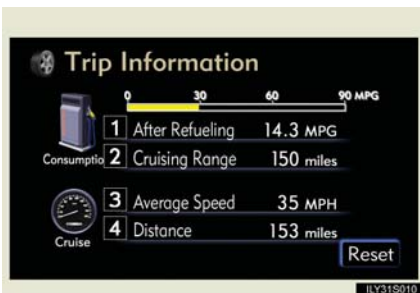 Trip Information
0 30 60 90 MPG
1 After Refueling 14.3 MPG
Consumptio 2 Cruising Range 150 miles
3 Average Speed 35 MPH
4 Distance 153 miles
Cruise
Reset
ILY31S010